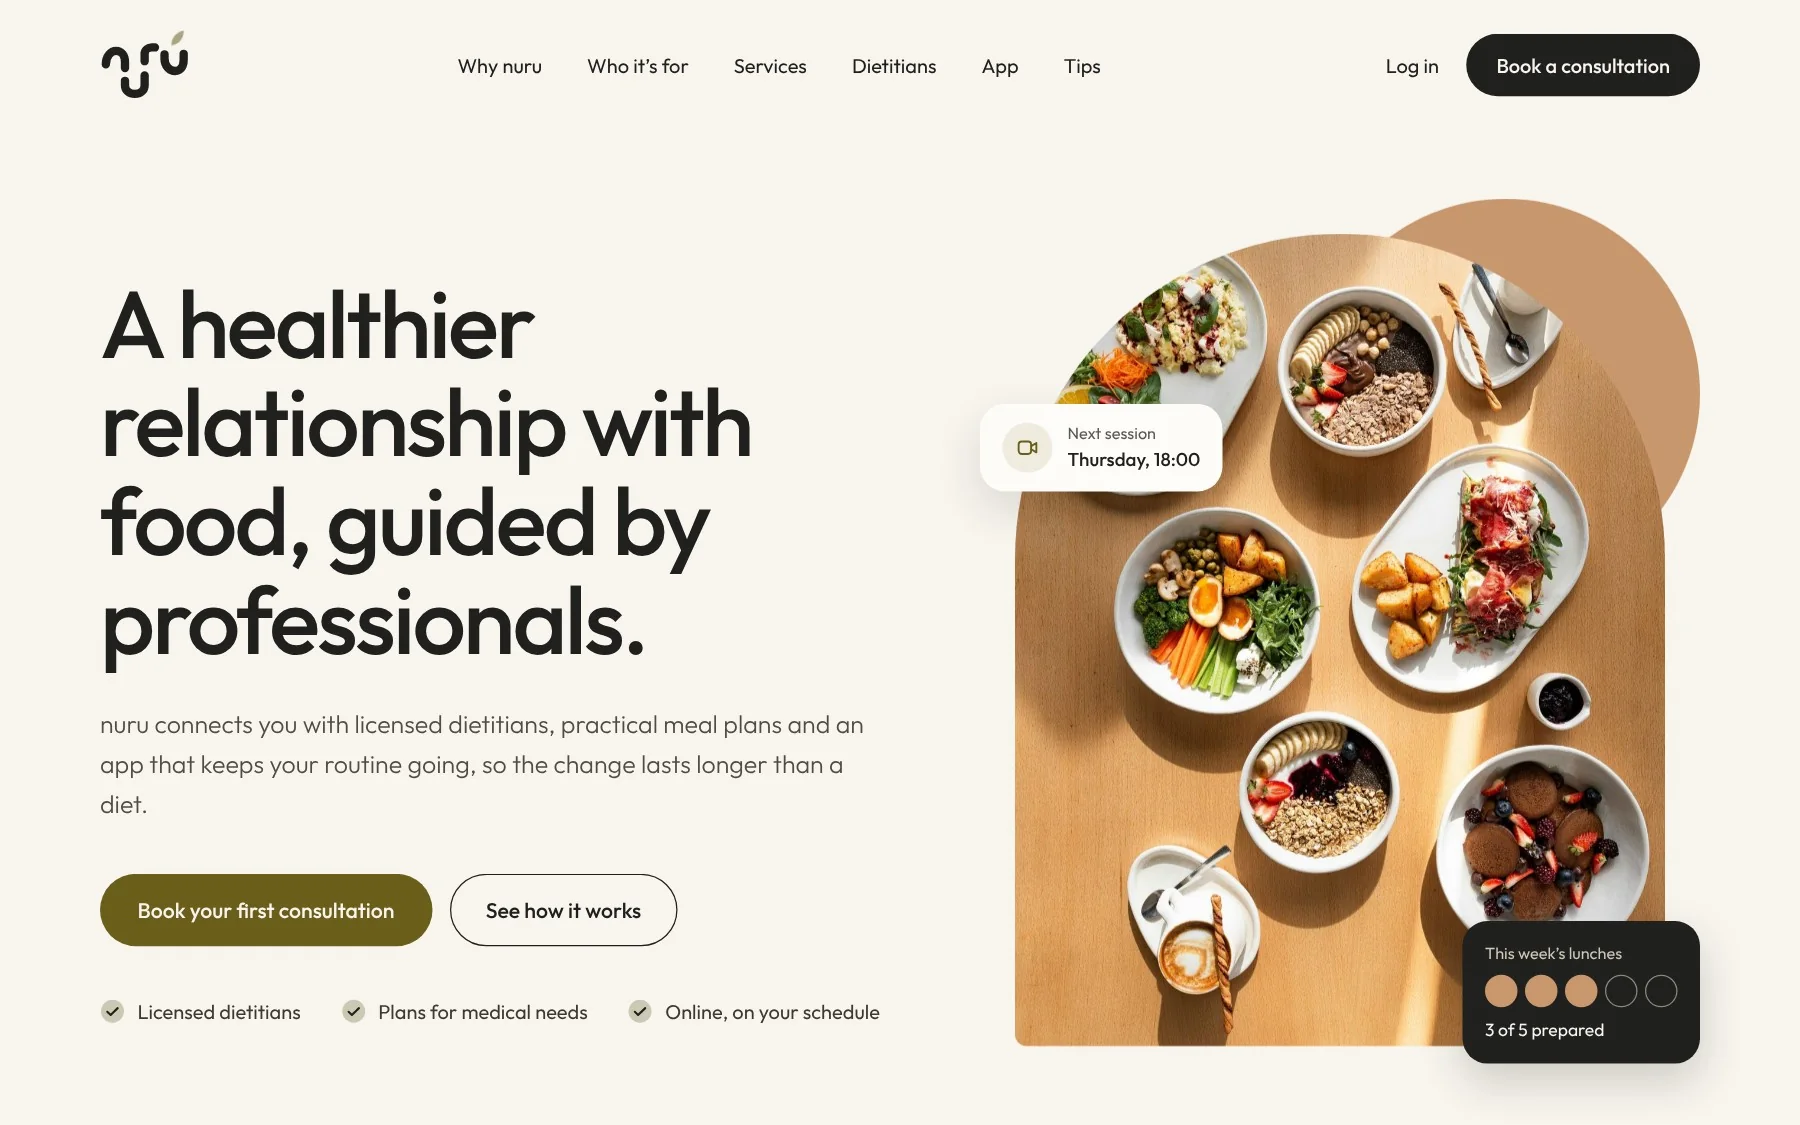 nurú
Why nuru
Who it’s for
Services
Dietitians
App
Tips
Log in
Book a consultation
A healthier
relationship with
food, guided by
professionals.
nuru connects you with licensed dietitians, practical meal plans and an
app that keeps your routine going, so the change lasts longer than a
diet.
Book your first consultation
See how it works
Licensed dietitians
Plans for medical needs
Online, on your schedule
Next session
Thursday, 18:00
This week’s lunches
3 of 5 prepared